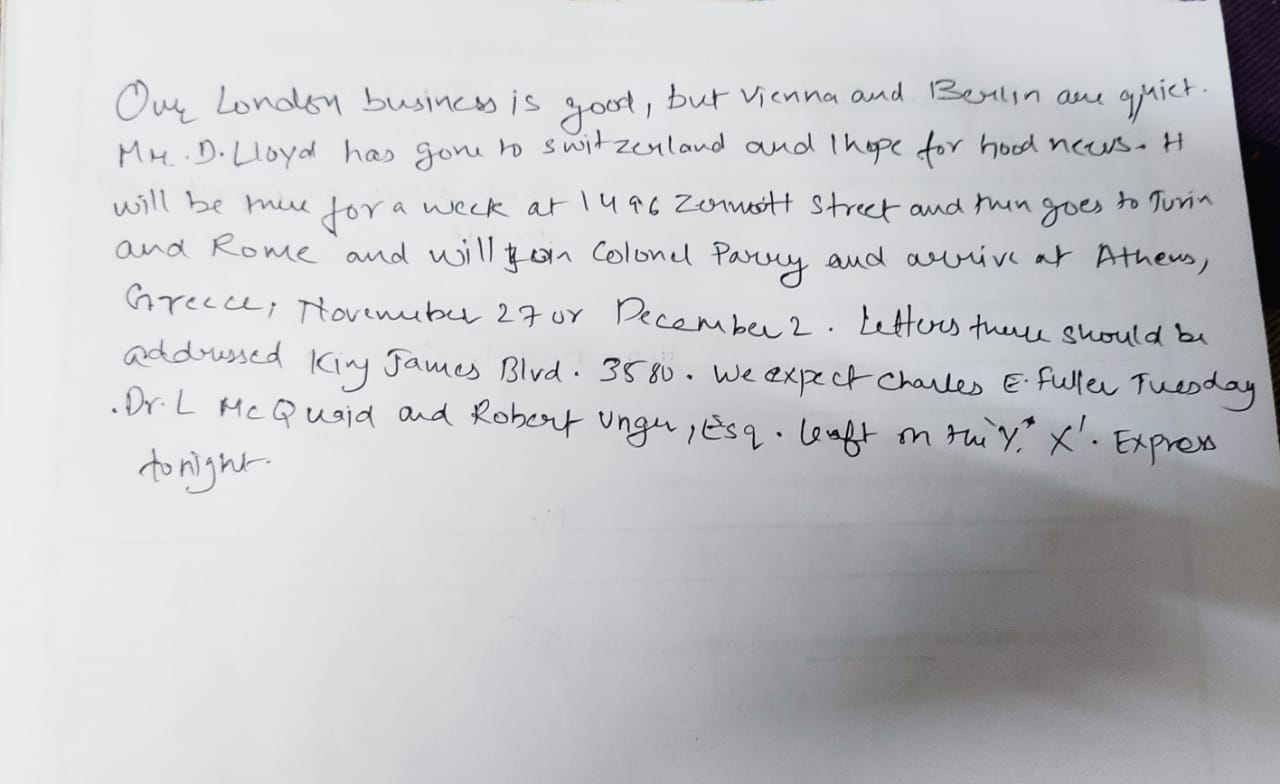 Our London business is good, but Vienna and Berlin are quiet.
Mr. D. Lloyd has gone to switzerland and I hope for hood news. H
will be there for a week at 1496 Zermott Street and then goes to Turin
and Rome and will join Colonel Parry and arrive at Athens,
Greece, November 27 or December 2. Letters there should be
addressed King James Blvd. 3580. We expect Charles E. Fuller Tuesday
. Dr. L McQuaid and Robert Unger, Esq. left on the 'Y. X'. Express
tonight.